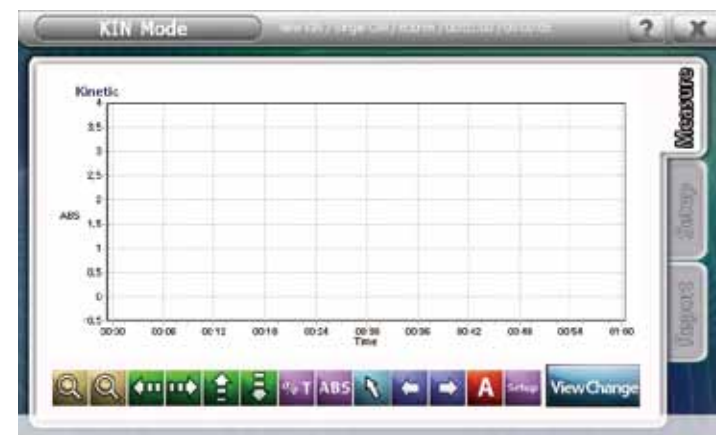 KIN Mode
? X
Kinetic
4
3.5
3
2.5
2
ABS
1.5
1
0.5
0
-0.5
00:00 00:06 00:12 00:18 00:24 00:30 00:36 00:42 00:48 00:54 01:00
Time
%T ABS A Setup ViewChange
Measure
Setup
Report